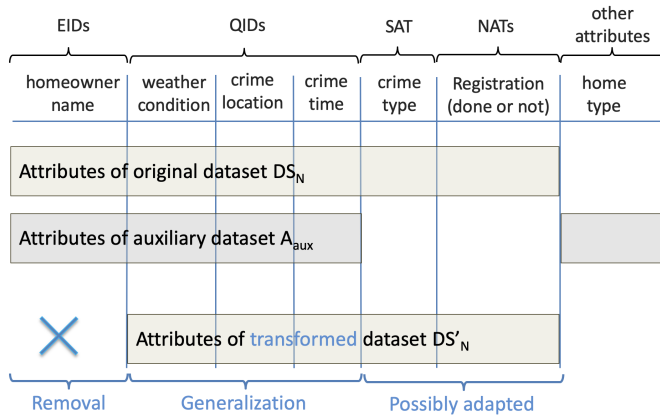 EIDs QIDs SAT NATs other attributes
homeowner name weather condition crime location crime time crime type Registration (done or not) home type
Attributes of original dataset DS_N
Attributes of auxiliary dataset A_aux
Attributes of transformed dataset DS'_N
Removal Generalization Possibly adapted